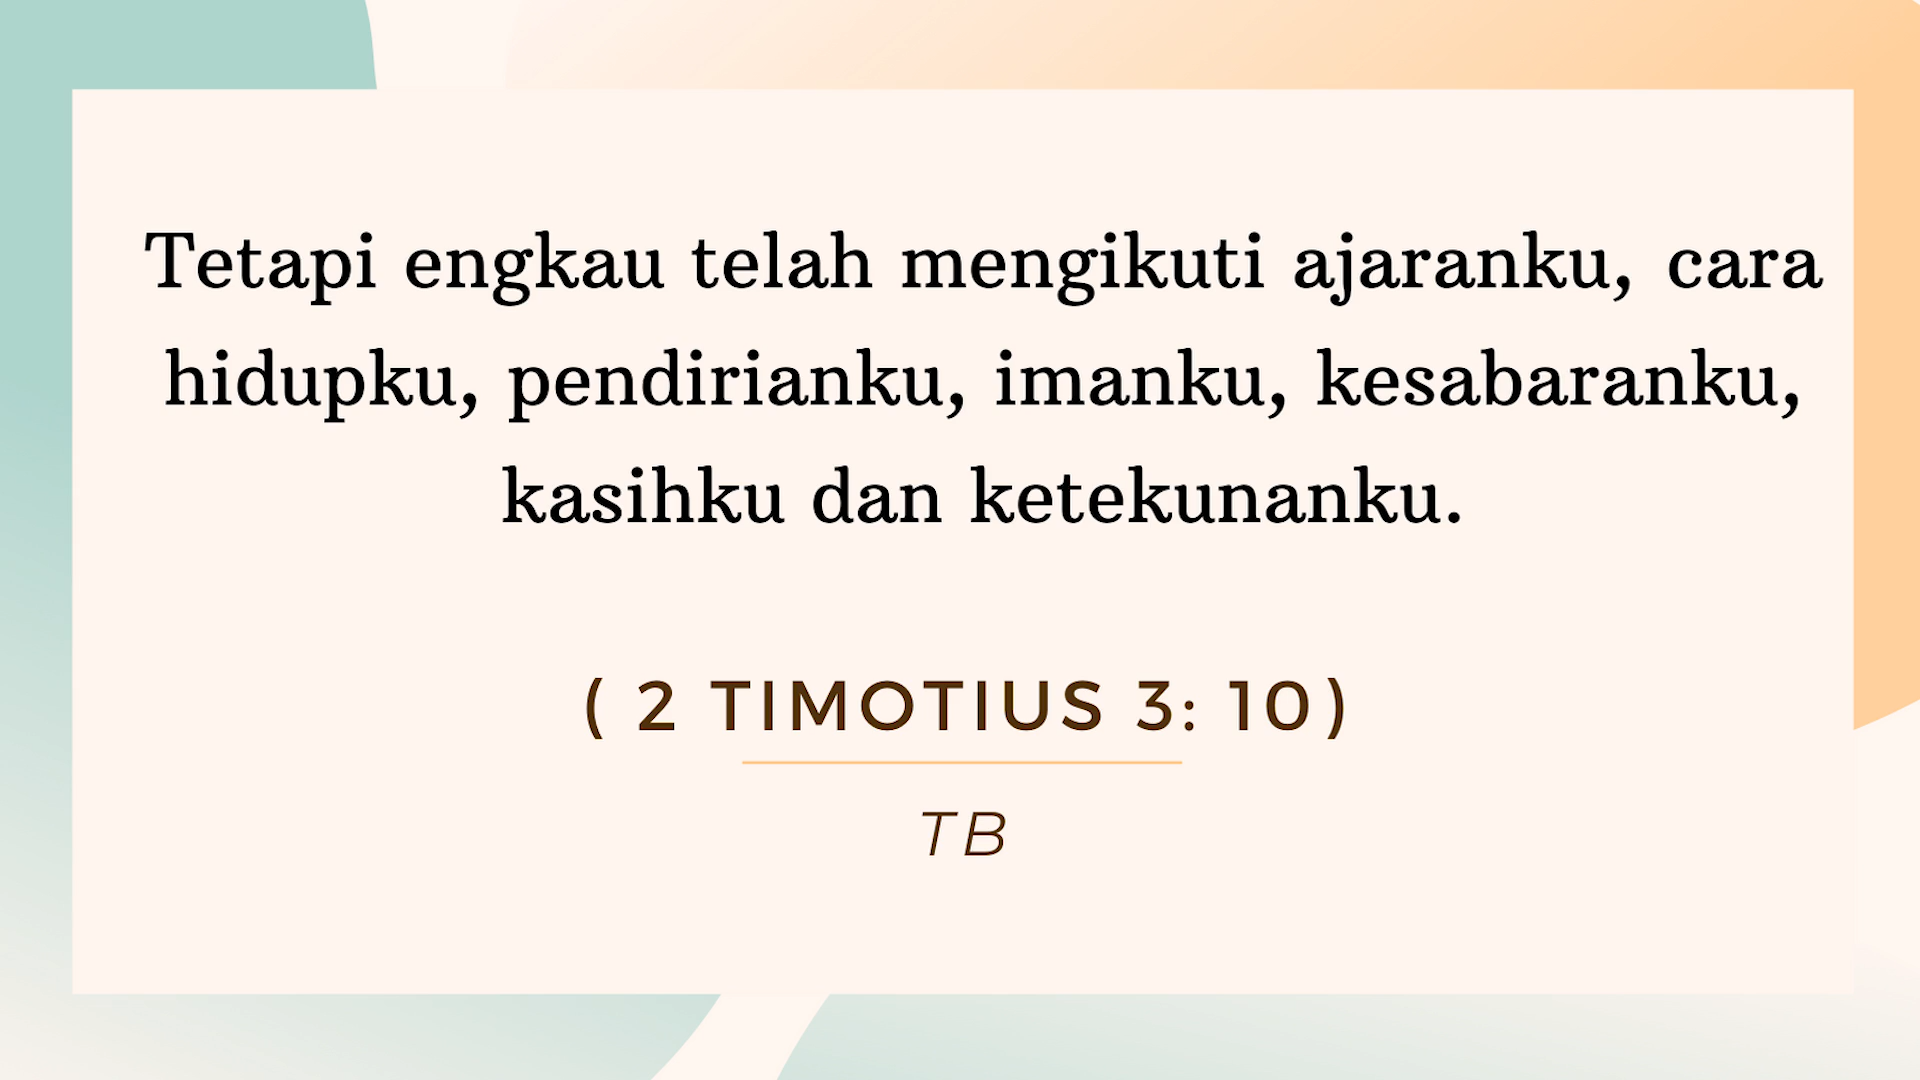 Tetapi engkau telah mengikuti ajaranku, cara
hidupku, pendirianku, imanku, kesabaranku,
kasihku dan ketekunanku.
( 2 TIMOTIUS 3: 10)
TB